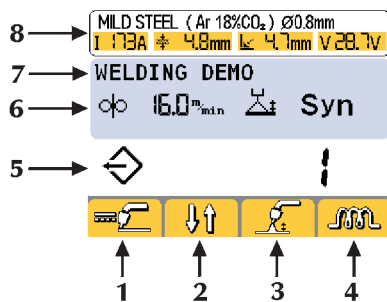 8
MILD STEEL ( Ar 18%CO₂ ) Ø0.8mm
I 173A 4.8mm 4.7mm V 28.7V
7
WELDING DEMO
6
16.0 m/min Syn
5
1
1 2 3 4